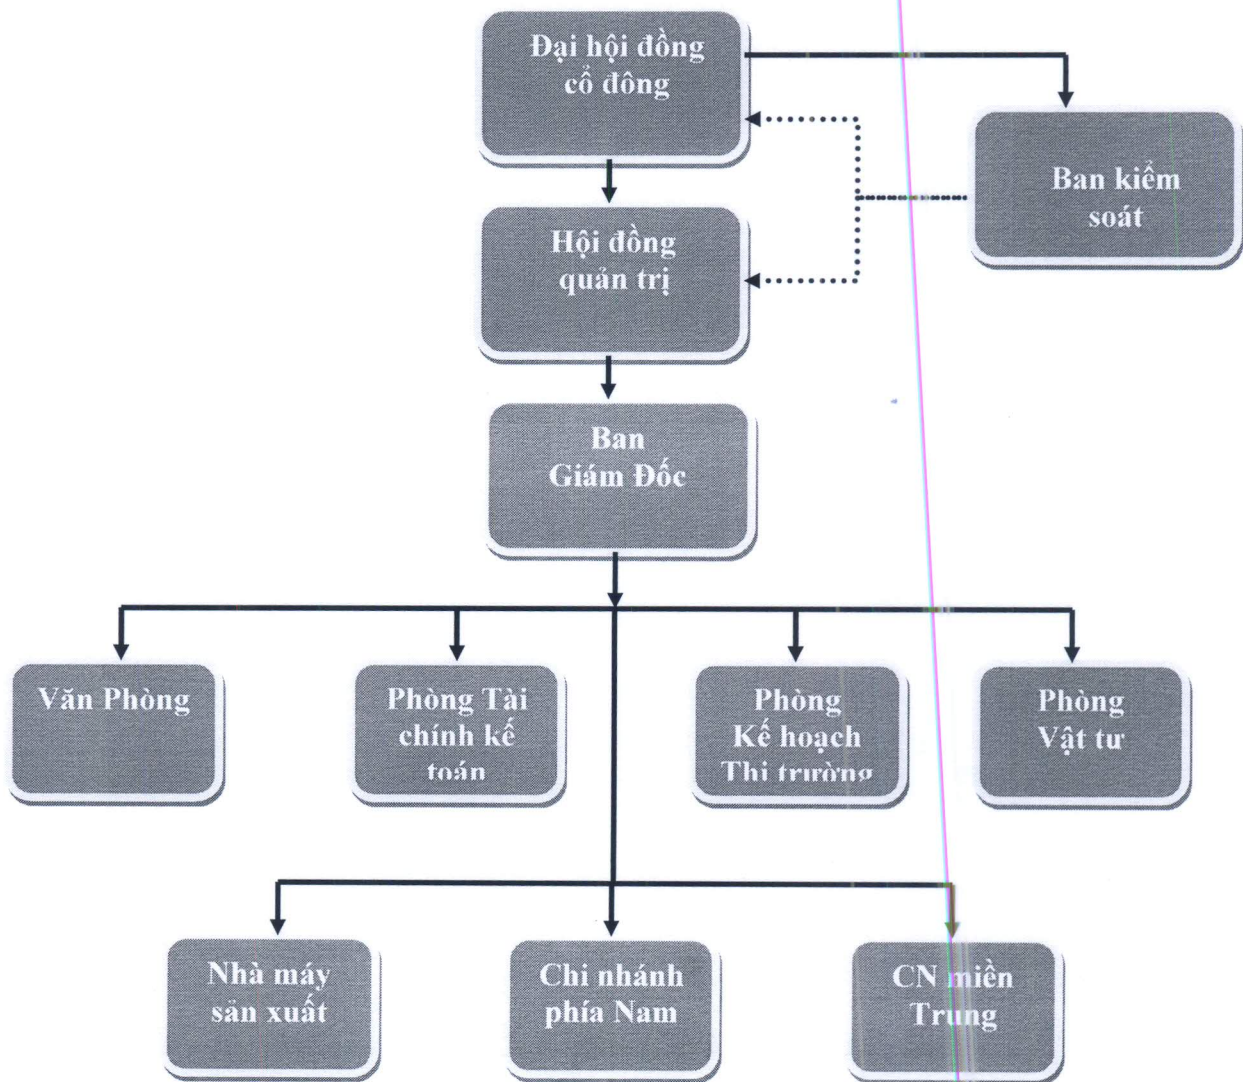 Đại hội đồng
cổ đông
Ban kiểm
soát
Hội đồng
quản trị
Ban
Giám Đốc
Văn Phòng
Phòng Tài
chính kế
toán
Phòng
Kế hoạch
Thị trường
Phòng
Vật tư
Nhà máy
sản xuất
Chi nhánh
phía Nam
CN miền
Trung